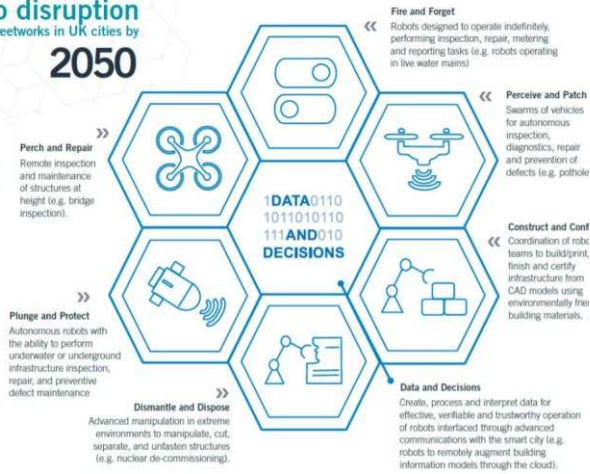 disruption
streetworks in UK cities by
2050
Fire and Forget
Robots designed to operate indefinitely,
performing inspection, repair, metering
and reporting tasks (e.g. robots operating
in live water mains)
Perceive and Patch
Swarms of vehicles
for autonomous
inspection,
diagnostics, repair
and prevention of
defects (e.g. pothole
Construct and Conf
Coordination of robo
teams to build/print,
finish and certify
infrastructure from
CAD models using
environmentally frie
building materials.
Data and Decisions
Create, process and interpret data for
effective, verifiable and trustworthy operation
of robots interfaced through advanced
communications with the smart city (e.g.
robots to remotely augment building
information models through the cloud).
Dismantle and Dispose
Advanced manipulation in extreme
environments to manipulate, cut,
separate, and unfasten structures
(e.g. nuclear de-commissioning).
Plunge and Protect
Autonomous robots with
the ability to perform
underwater or underground
infrastructure inspection,
repair, and preventive
defect maintenance
Perch and Repair
Remote inspection
and maintenance
of structures at
height (e.g. bridge
inspection).
1DATA0110
1011010110
111AND010
DECISIONS